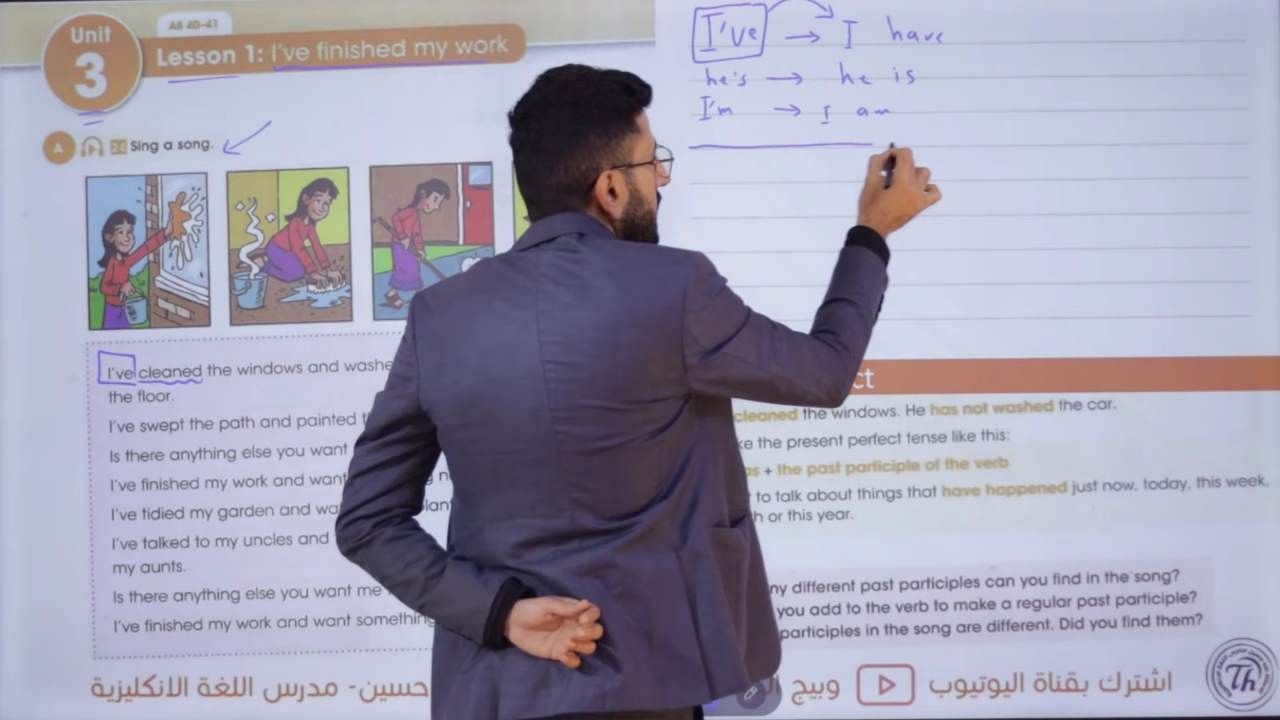 Unit
3
AB 40-41
Lesson 1: I've finished my work
A 24 Sing a song.
I've cleaned the windows and washe
the floor.
I've swept the path and painted t
Is there anything else you want
I've finished my work and want
I've tidied my garden and wa
I've talked to my uncles and
my aunts.
Is there anything else you want me
I've finished my work and want something
I've → I have
he's → he is
I'm → I am
ct
cleaned the windows. He has not washed the car.
the present perfect tense like this:
as + the past participle of the verb
to talk about things that have happened just now, today, this week,
h or this year.
ny different past participles can you find in the song?
you add to the verb to make a regular past participle?
participles in the song are different. Did you find them?
اشترك بقناة اليوتيوب وبيج
حسين- مدرس اللغة الانكليزية
Th